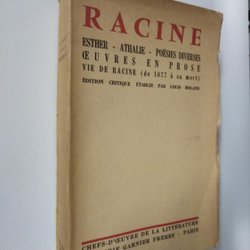 RACINE
ESTHER - ATHALIE - POÉSIES DIVERSES
ŒUVRES EN PROSE
VIE DE RACINE (de 1677 à sa mort)
ÉDITION CRITIQUE ÉTABLIE PAR LOUIS MOLAND
CHEFS-D'ŒUVRE DE LA LITTÉRATURE
GARNIER FRÈRES - PARIS